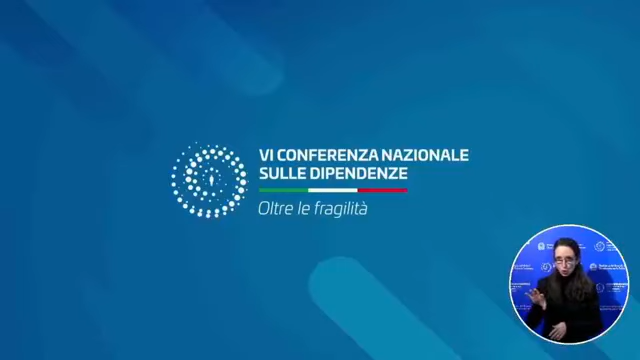 VI CONFERENZA NAZIONALE
SULLE DIPENDENZE
Oltre le fragilità